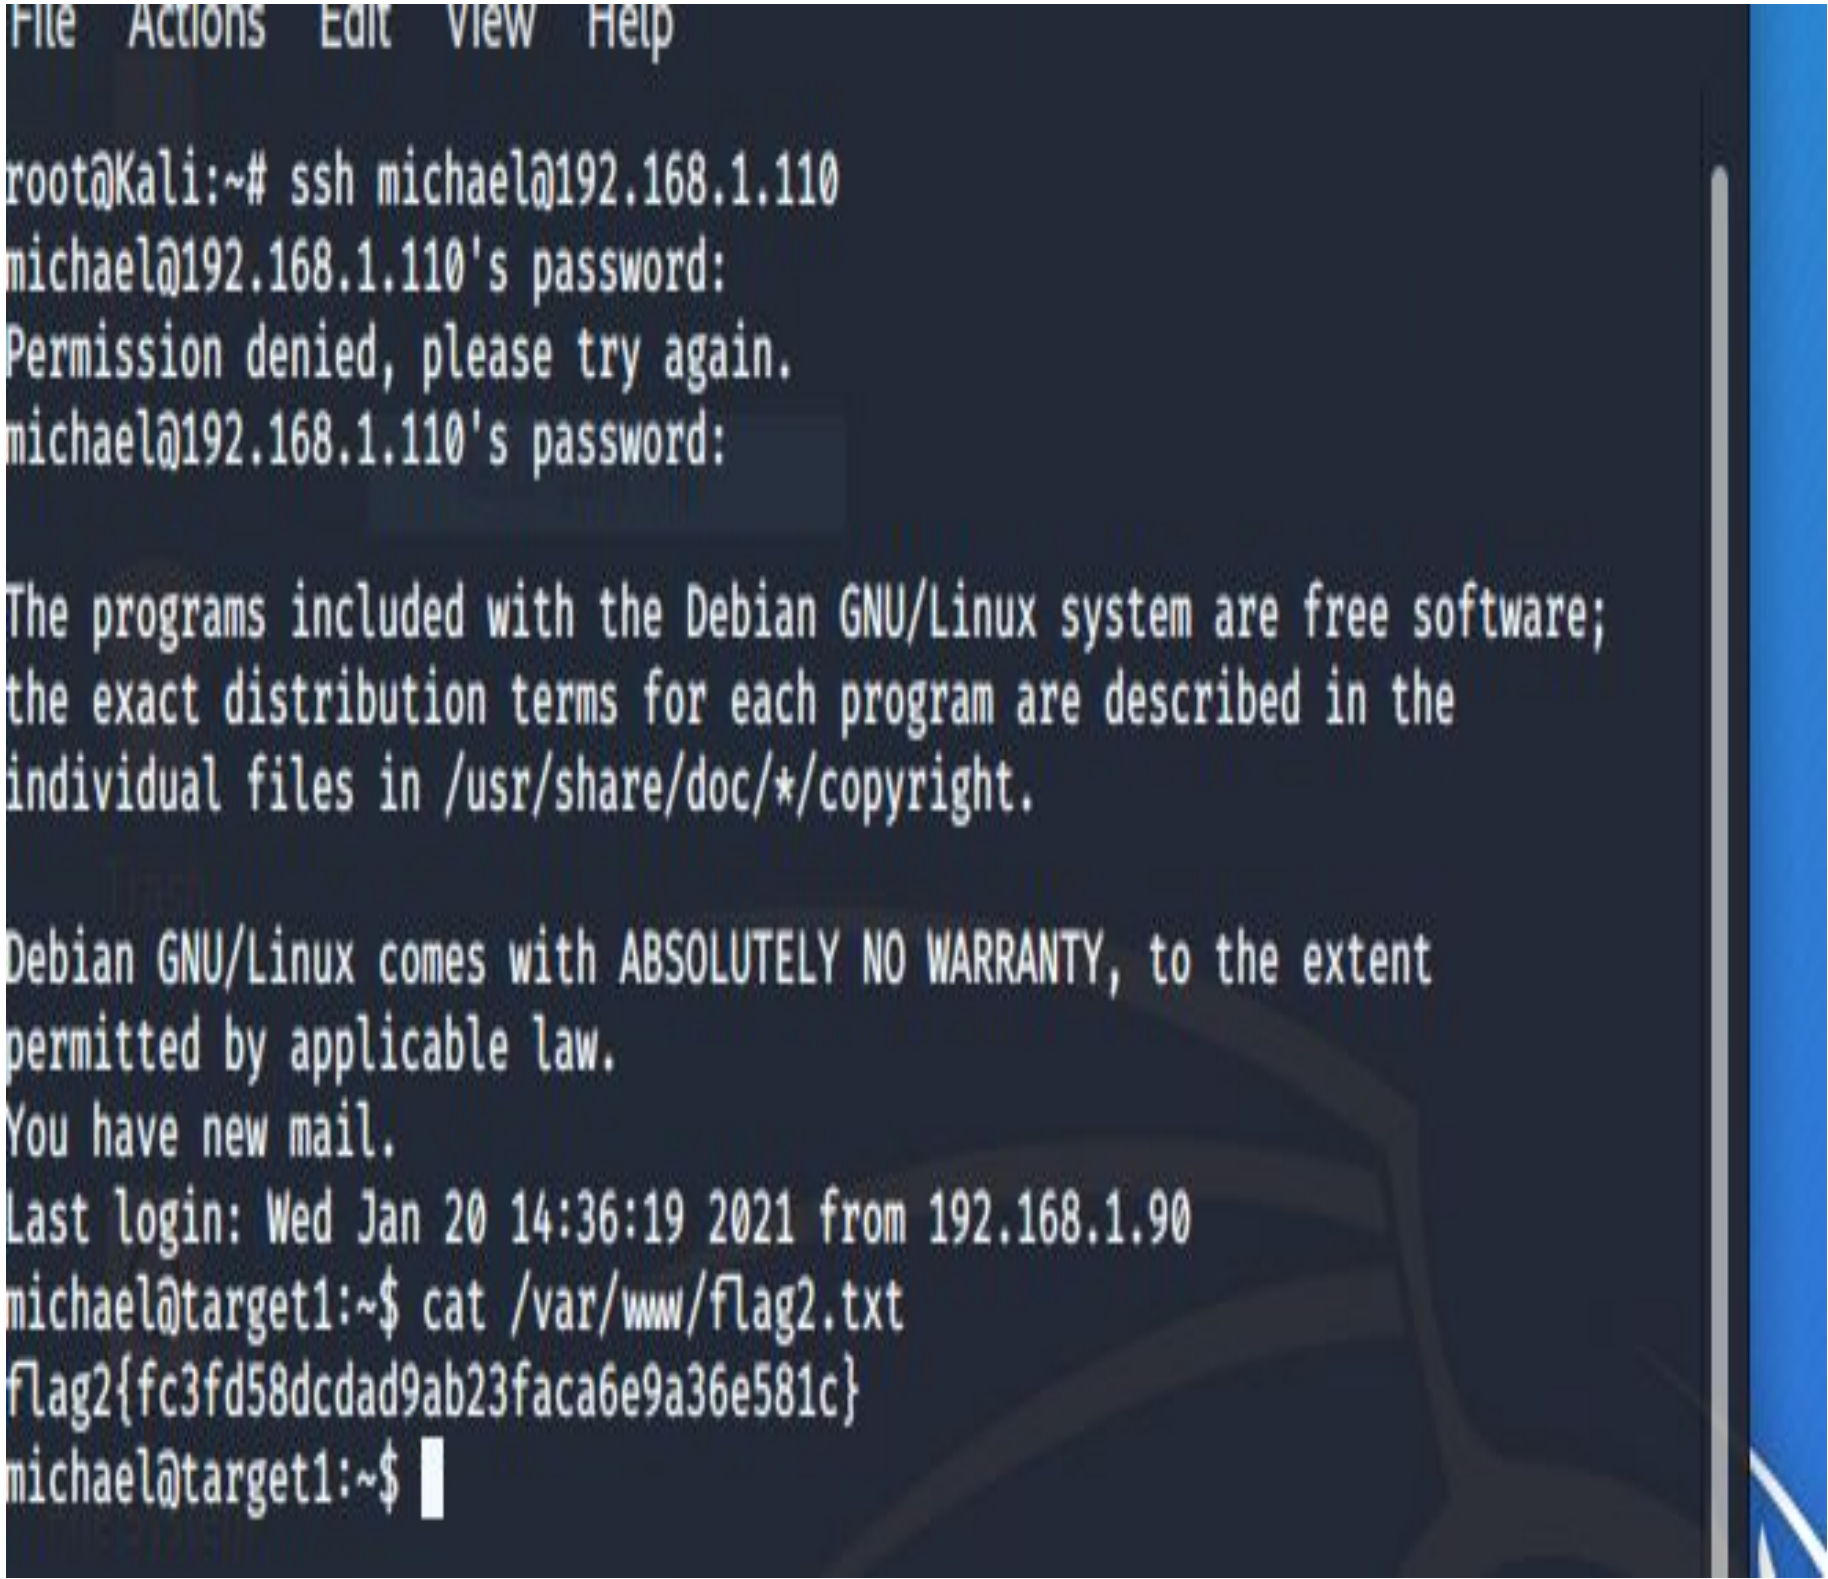 File Actions Edit View Help
root@Kali:~# ssh michael@192.168.1.110
michael@192.168.1.110's password:
Permission denied, please try again.
michael@192.168.1.110's password:
The programs included with the Debian GNU/Linux system are free software;
the exact distribution terms for each program are described in the
individual files in /usr/share/doc/*/copyright.
Debian GNU/Linux comes with ABSOLUTELY NO WARRANTY, to the extent
permitted by applicable law.
You have new mail.
Last login: Wed Jan 20 14:36:19 2021 from 192.168.1.90
michael@target1:~$ cat /var/www/flag2.txt
flag2{fc3fd58dcdad9ab23faca6e9a36e581c}
michael@target1:~$